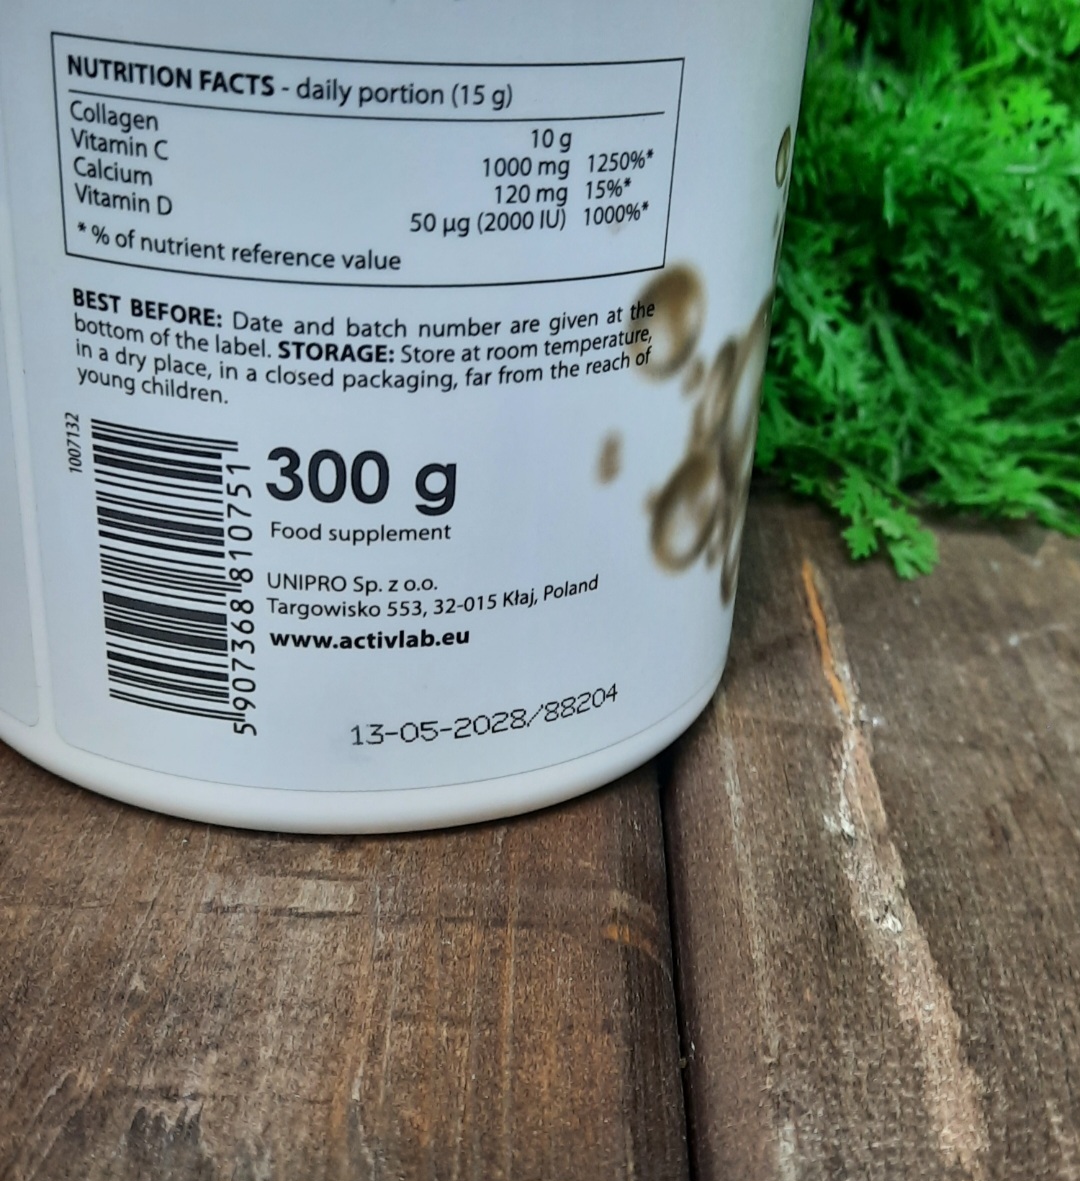 NUTRITION FACTS - daily portion (15 g)
Collagen 10 g
Vitamin C 1000 mg 1250%*
Calcium 120 mg 15%*
Vitamin D 50 µg (2000 IU) 1000%*
* % of nutrient reference value
BEST BEFORE: Date and batch number are given at the
bottom of the label. STORAGE: Store at room temperature,
in a dry place, in a closed packaging, far from the reach of
young children.
1007132
5 907368 810751
300 g
Food supplement
UNIPRO Sp. z o.o.
Targowisko 553, 32-015 Kłaj, Poland
www.activlab.eu
13-05-2028/88204